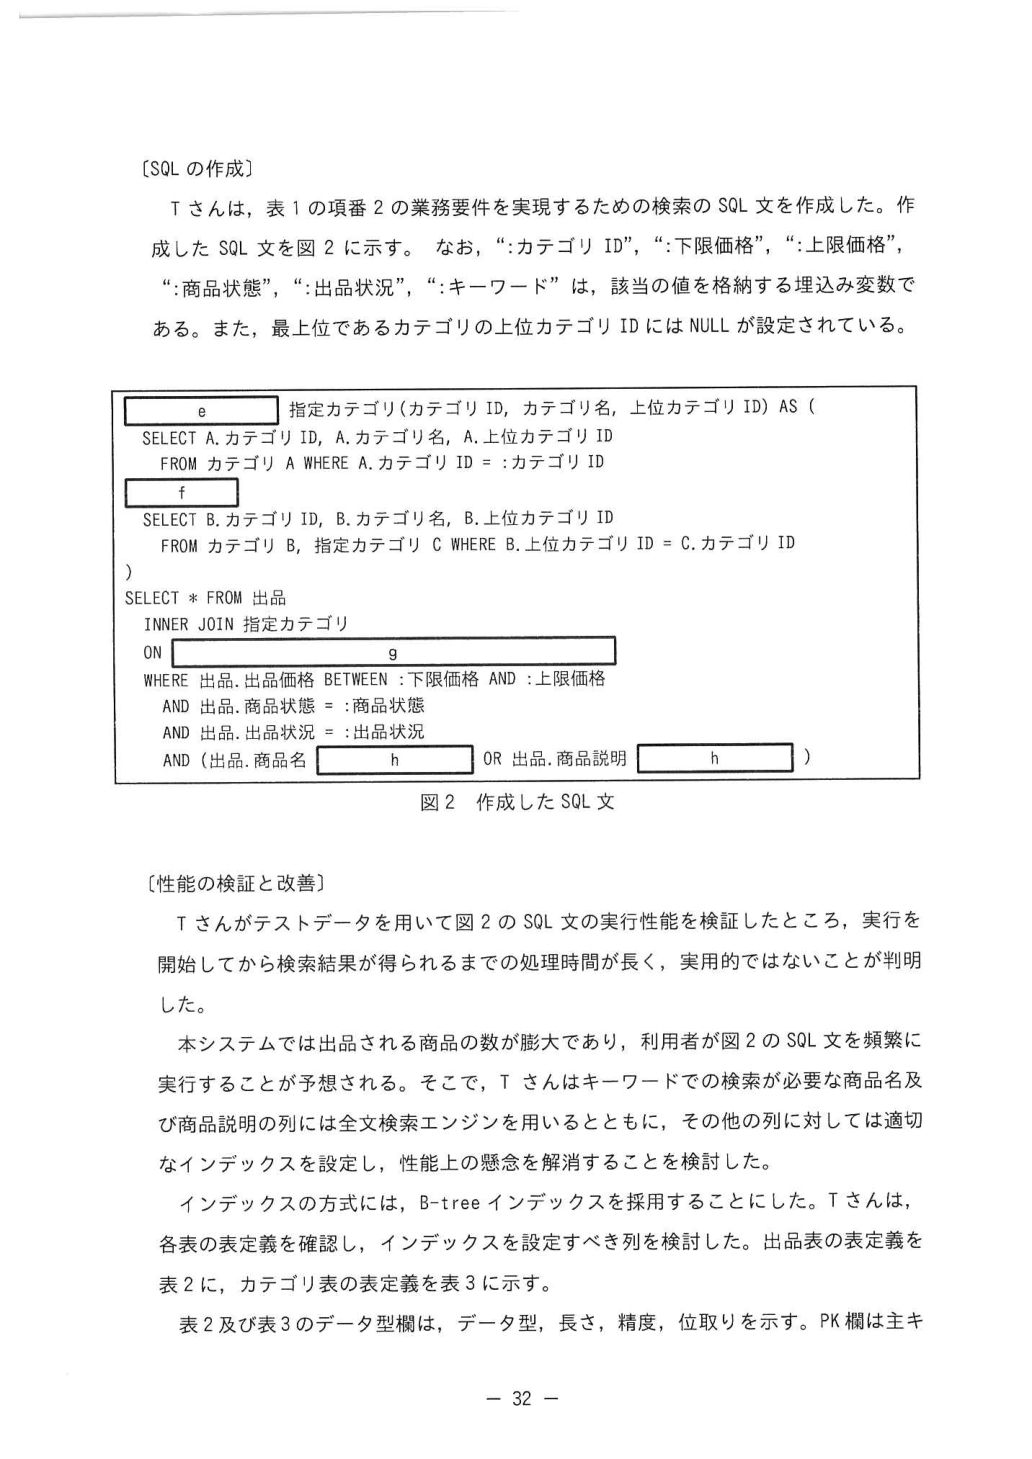 〔SQL の作成〕
T さんは，表 1 の項番 2 の業務要件を実現するための検索の SQL 文を作成した。作
成した SQL 文を図 2 に示す。 なお，“:カテゴリ ID”，“:下限価格”，“:上限価格”，
“:商品状態”，“:出品状況”，“:キーワード” は，該当の値を格納する埋込み変数で
ある。また，最上位であるカテゴリの上位カテゴリ ID には NULL が設定されている。
e 指定カテゴリ(カテゴリ ID, カテゴリ名, 上位カテゴリ ID) AS (
SELECT A.カテゴリ ID, A.カテゴリ名, A.上位カテゴリ ID
FROM カテゴリ A WHERE A.カテゴリ ID = :カテゴリ ID
f
SELECT B.カテゴリ ID, B.カテゴリ名, B.上位カテゴリ ID
FROM カテゴリ B, 指定カテゴリ C WHERE B.上位カテゴリ ID = C.カテゴリ ID
)
SELECT * FROM 出品
INNER JOIN 指定カテゴリ
ON g
WHERE 出品.出品価格 BETWEEN :下限価格 AND :上限価格
AND 出品.商品状態 = :商品状態
AND 出品.出品状況 = :出品状況
AND (出品.商品名 h OR 出品.商品説明 h )
図 2 作成した SQL 文
〔性能の検証と改善〕
T さんがテストデータを用いて図 2 の SQL 文の実行性能を検証したところ，実行を
開始してから検索結果が得られるまでの処理時間が長く，実用的ではないことが判明
した。
本システムでは出品される商品の数が膨大であり，利用者が図 2 の SQL 文を頻繁に
実行することが予想される。そこで，T さんはキーワードでの検索が必要な商品名及
び商品説明の列には全文検索エンジンを用いるとともに，その他の列に対しては適切
なインデックスを設定し，性能上の懸念を解消することを検討した。
インデックスの方式には，B-tree インデックスを採用することにした。T さんは，
各表の表定義を確認し，インデックスを設定すべき列を検討した。出品表の表定義を
表 2 に，カテゴリ表の表定義を表 3 に示す。
表 2 及び表 3 のデータ型欄は，データ型，長さ，精度，位取りを示す。PK 欄は主キ
－ 32 －